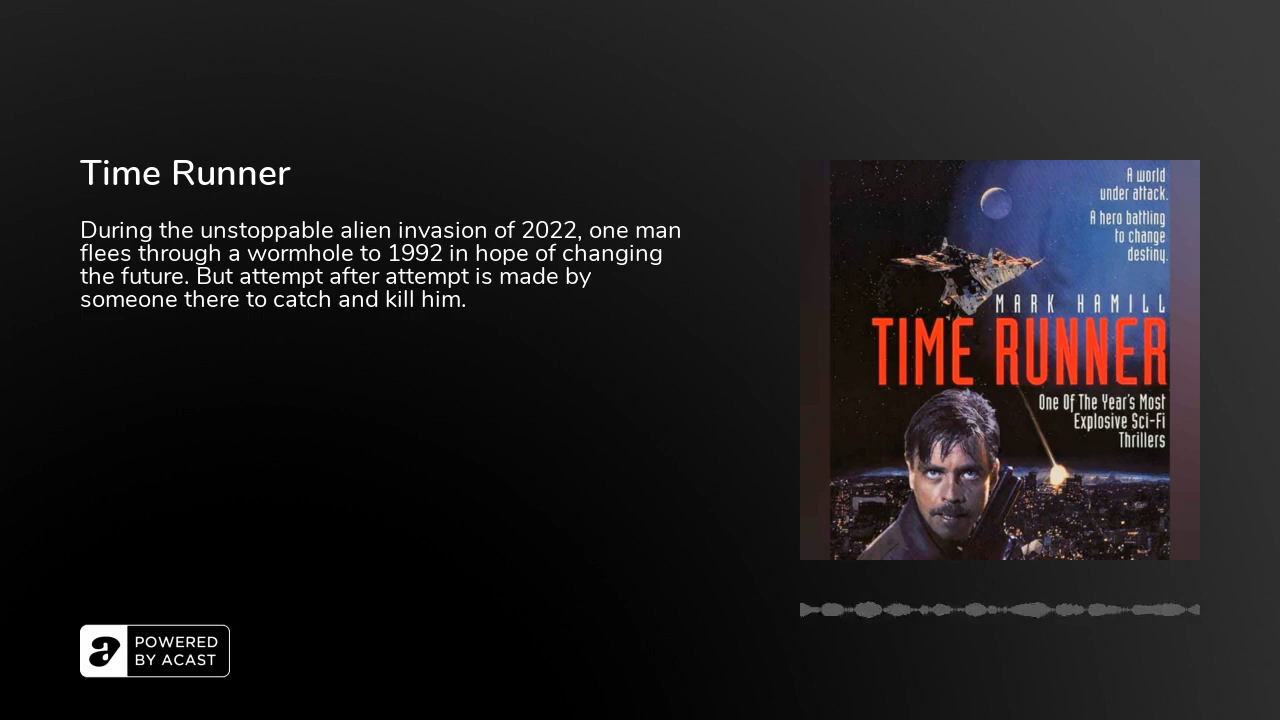 Time Runner
During the unstoppable alien invasion of 2022, one man
flees through a wormhole to 1992 in hope of changing
the future. But attempt after attempt is made by
someone there to catch and kill him.
A world
under attack.
A hero battling
to change
destiny.
MARK HAMILL
TIME RUNNER
One Of The Year's Most
Explosive Sci-Fi
Thrillers
a
POWERED
BY ACAST